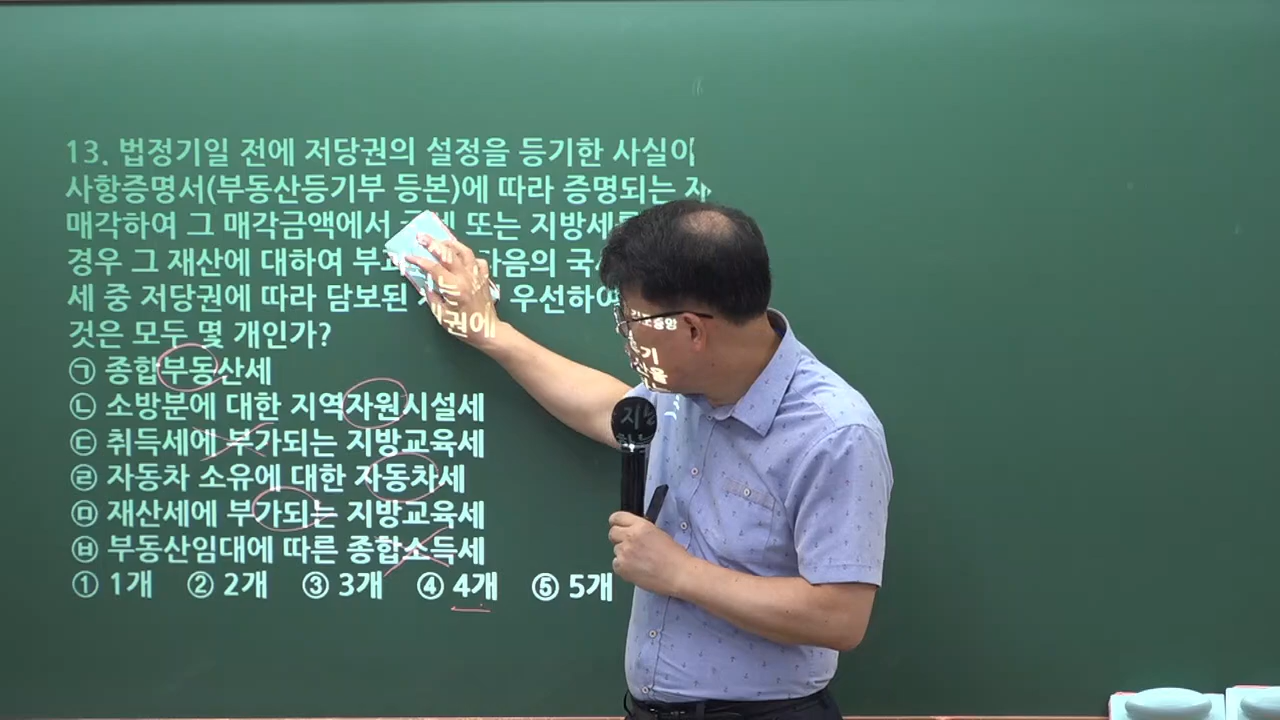 13. 법정기일 전에 저당권의 설정을 등기한 사실이
사항증명서(부동산등기부 등본)에 따라 증명되는
매각하여 그 매각금액에서 또는 지방세를
경우 그 재산에 대하여 다음의
세 중 저당권에 따라 담보된 우선하여
것은 모두 몇 개인가?
㉠ 종합부동산세
㉡ 소방분에 대한 지역자원시설세
㉢ 취득세에 부가되는 지방교육세
㉣ 자동차 소유에 대한 자동차세
㉤ 재산세에 부가되는 지방교육세
㉥ 부동산임대에 따른 종합소득세
① 1개 ② 2개 ③ 3개 ④ 4개 ⑤ 5개